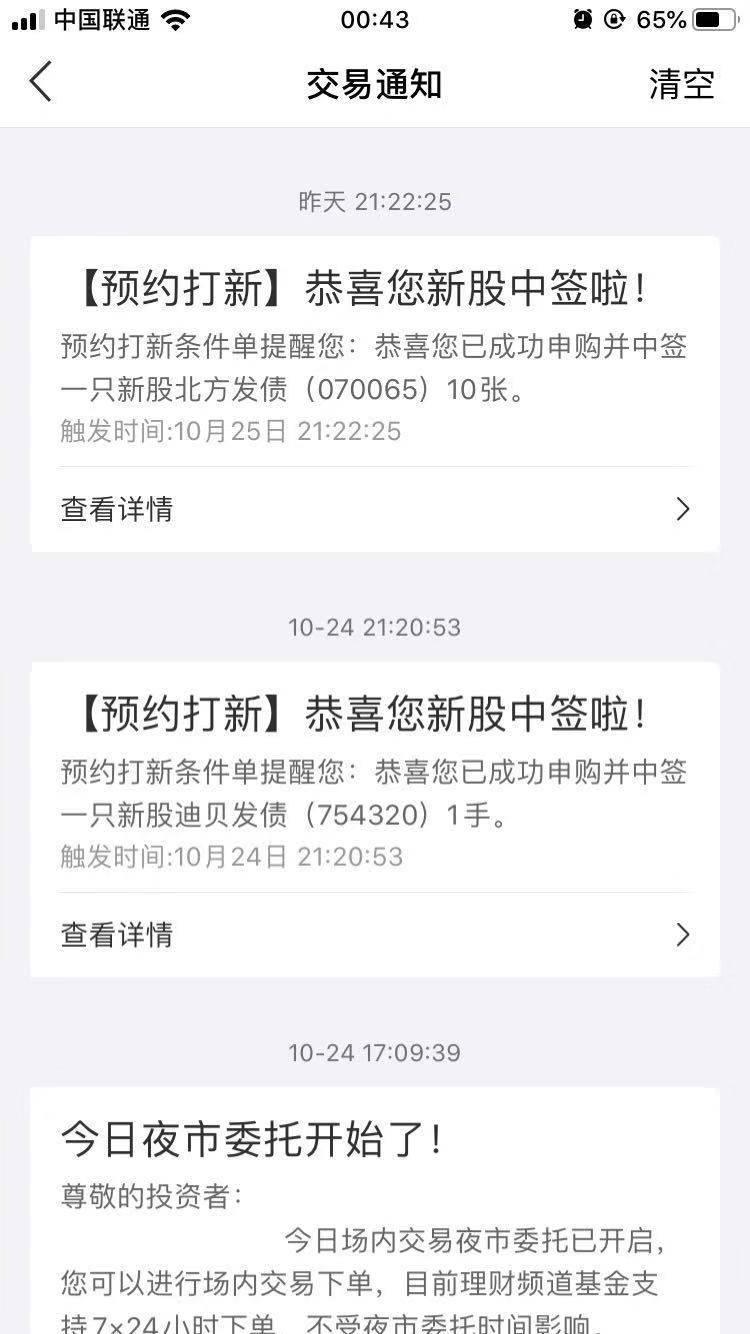 中国联通
00:43
65%
交易通知
清空
昨天 21:22:25
【预约打新】恭喜您新股中签啦！
预约打新条件单提醒您：恭喜您已成功申购并中签
一只新股北方发债（070065）10张。
触发时间:10月25日 21:22:25
查看详情
10-24 21:20:53
【预约打新】恭喜您新股中签啦！
预约打新条件单提醒您：恭喜您已成功申购并中签
一只新股迪贝发债（754320）1手。
触发时间:10月24日 21:20:53
查看详情
10-24 17:09:39
今日夜市委托开始了！
尊敬的投资者：
今日场内交易夜市委托已开启，
您可以进行场内交易下单，目前理财频道基金支
持7×24小时下单，不受夜市委托时间影响。